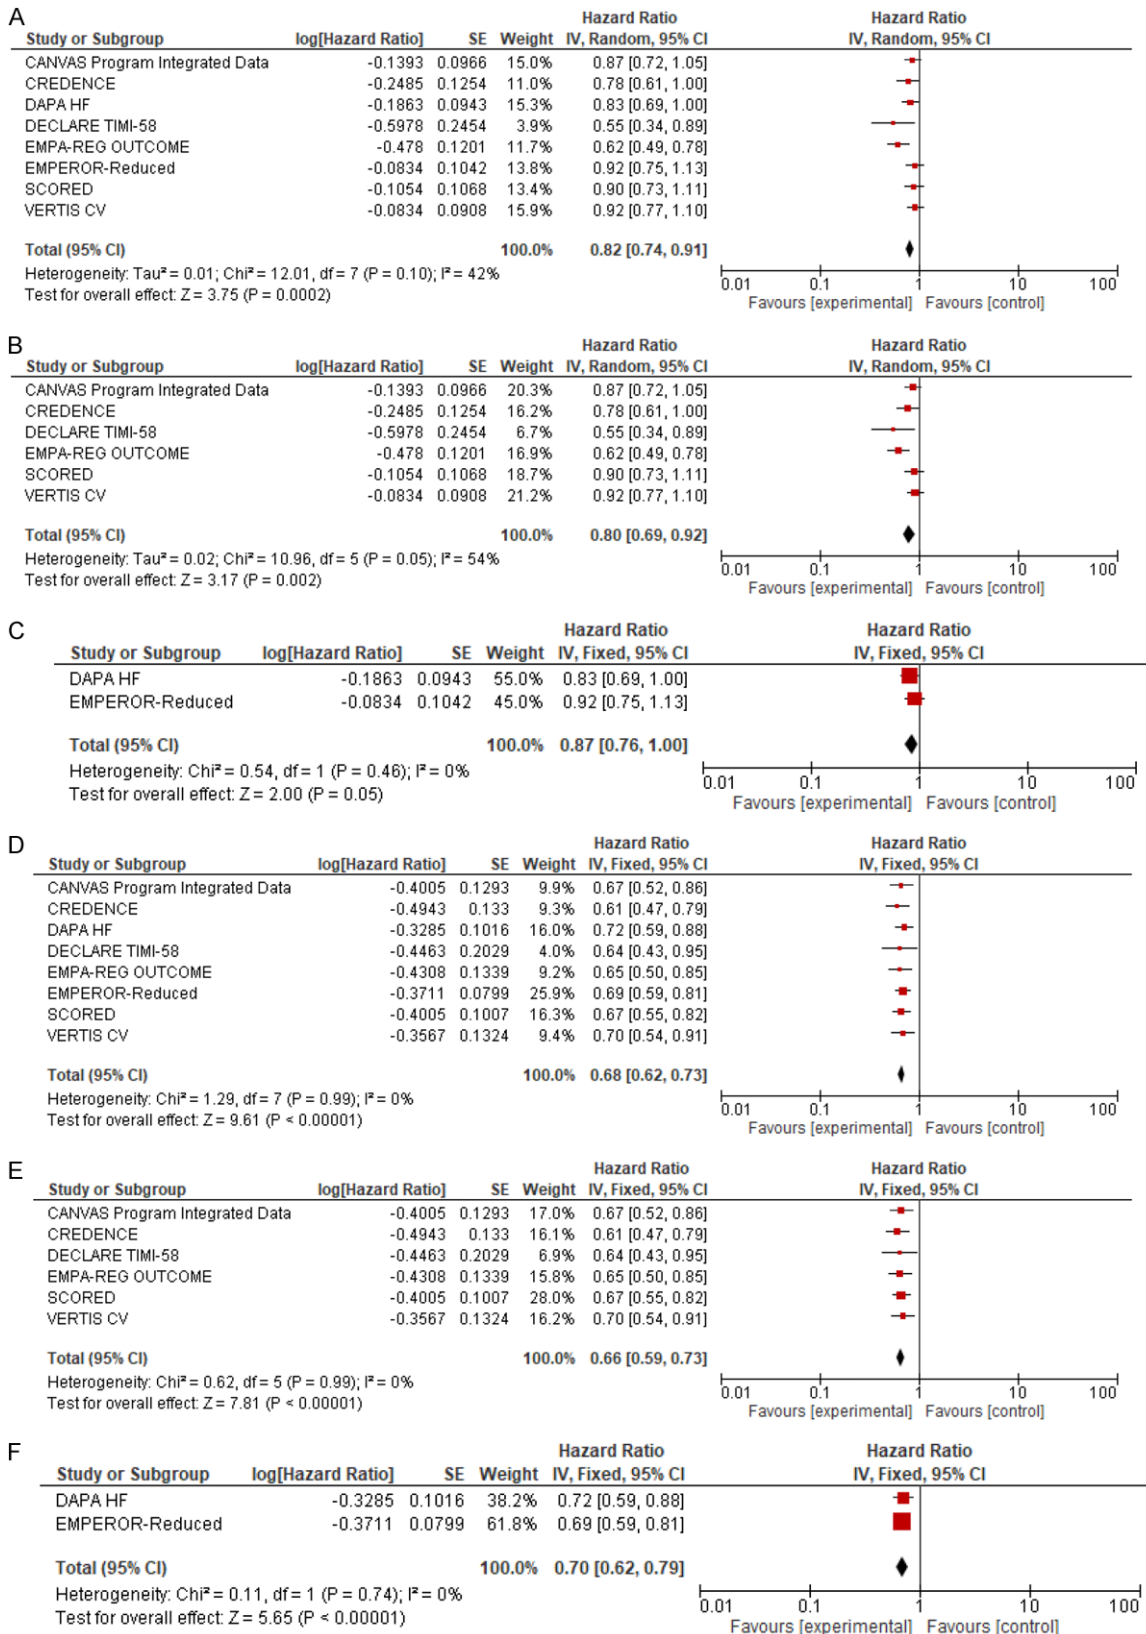 A
Hazard Ratio Hazard Ratio
Study or Subgroup log[Hazard Ratio] SE Weight IV, Random, 95% CI IV, Random, 95% CI
CANVAS Program Integrated Data -0.1393 0.0966 15.0% 0.87 [0.72, 1.05]
CREDENCE -0.2485 0.1254 11.0% 0.78 [0.61, 1.00]
DAPA HF -0.1863 0.0943 15.3% 0.83 [0.69, 1.00]
DECLARE TIMI-58 -0.5978 0.2454 3.9% 0.55 [0.34, 0.89]
EMPA-REG OUTCOME -0.478 0.1201 11.7% 0.62 [0.49, 0.78]
EMPEROR-Reduced -0.0834 0.1042 13.8% 0.92 [0.75, 1.13]
SCORED -0.1054 0.1068 13.4% 0.90 [0.73, 1.11]
VERTIS CV -0.0834 0.0908 15.9% 0.92 [0.77, 1.10]
Total (95% CI) 100.0% 0.82 [0.74, 0.91]
Heterogeneity: Tau² = 0.01; Chi² = 12.01, df = 7 (P = 0.10); I² = 42%
Test for overall effect: Z = 3.75 (P = 0.0002)
0.01 0.1 1 10 100
Favours [experimental] Favours [control]
B
Hazard Ratio Hazard Ratio
Study or Subgroup log[Hazard Ratio] SE Weight IV, Random, 95% CI IV, Random, 95% CI
CANVAS Program Integrated Data -0.1393 0.0966 20.3% 0.87 [0.72, 1.05]
CREDENCE -0.2485 0.1254 16.2% 0.78 [0.61, 1.00]
DECLARE TIMI-58 -0.5978 0.2454 6.7% 0.55 [0.34, 0.89]
EMPA-REG OUTCOME -0.478 0.1201 16.9% 0.62 [0.49, 0.78]
SCORED -0.1054 0.1068 18.7% 0.90 [0.73, 1.11]
VERTIS CV -0.0834 0.0908 21.2% 0.92 [0.77, 1.10]
Total (95% CI) 100.0% 0.80 [0.69, 0.92]
Heterogeneity: Tau² = 0.02; Chi² = 10.96, df = 5 (P = 0.05); I² = 54%
Test for overall effect: Z = 3.17 (P = 0.002)
0.01 0.1 1 10 100
Favours [experimental] Favours [control]
C
Hazard Ratio Hazard Ratio
Study or Subgroup log[Hazard Ratio] SE Weight IV, Fixed, 95% CI IV, Fixed, 95% CI
DAPA HF -0.1863 0.0943 55.0% 0.83 [0.69, 1.00]
EMPEROR-Reduced -0.0834 0.1042 45.0% 0.92 [0.75, 1.13]
Total (95% CI) 100.0% 0.87 [0.76, 1.00]
Heterogeneity: Chi² = 0.54, df = 1 (P = 0.46); I² = 0%
Test for overall effect: Z = 2.00 (P = 0.05)
0.01 0.1 1 10 100
Favours [experimental] Favours [control]
D
Hazard Ratio Hazard Ratio
Study or Subgroup log[Hazard Ratio] SE Weight IV, Fixed, 95% CI IV, Fixed, 95% CI
CANVAS Program Integrated Data -0.4005 0.1293 9.9% 0.67 [0.52, 0.86]
CREDENCE -0.4943 0.133 9.3% 0.61 [0.47, 0.79]
DAPA HF -0.3285 0.1016 16.0% 0.72 [0.59, 0.88]
DECLARE TIMI-58 -0.4463 0.2029 4.0% 0.64 [0.43, 0.95]
EMPA-REG OUTCOME -0.4308 0.1339 9.2% 0.65 [0.50, 0.85]
EMPEROR-Reduced -0.3711 0.0799 25.9% 0.69 [0.59, 0.81]
SCORED -0.4005 0.1007 16.3% 0.67 [0.55, 0.82]
VERTIS CV -0.3567 0.1324 9.4% 0.70 [0.54, 0.91]
Total (95% CI) 100.0% 0.68 [0.62, 0.73]
Heterogeneity: Chi² = 1.29, df = 7 (P = 0.99); I² = 0%
Test for overall effect: Z = 9.61 (P < 0.00001)
0.01 0.1 1 10 100
Favours [experimental] Favours [control]
E
Hazard Ratio Hazard Ratio
Study or Subgroup log[Hazard Ratio] SE Weight IV, Fixed, 95% CI IV, Fixed, 95% CI
CANVAS Program Integrated Data -0.4005 0.1293 17.0% 0.67 [0.52, 0.86]
CREDENCE -0.4943 0.133 16.1% 0.61 [0.47, 0.79]
DECLARE TIMI-58 -0.4463 0.2029 6.9% 0.64 [0.43, 0.95]
EMPA-REG OUTCOME -0.4308 0.1339 15.8% 0.65 [0.50, 0.85]
SCORED -0.4005 0.1007 28.0% 0.67 [0.55, 0.82]
VERTIS CV -0.3567 0.1324 16.2% 0.70 [0.54, 0.91]
Total (95% CI) 100.0% 0.66 [0.59, 0.73]
Heterogeneity: Chi² = 0.62, df = 5 (P = 0.99); I² = 0%
Test for overall effect: Z = 7.81 (P < 0.00001)
0.01 0.1 1 10 100
Favours [experimental] Favours [control]
F
Hazard Ratio Hazard Ratio
Study or Subgroup log[Hazard Ratio] SE Weight IV, Fixed, 95% CI IV, Fixed, 95% CI
DAPA HF -0.3285 0.1016 38.2% 0.72 [0.59, 0.88]
EMPEROR-Reduced -0.3711 0.0799 61.8% 0.69 [0.59, 0.81]
Total (95% CI) 100.0% 0.70 [0.62, 0.79]
Heterogeneity: Chi² = 0.11, df = 1 (P = 0.74); I² = 0%
Test for overall effect: Z = 5.65 (P < 0.00001)
0.01 0.1 1 10 100
Favours [experimental] Favours [control]